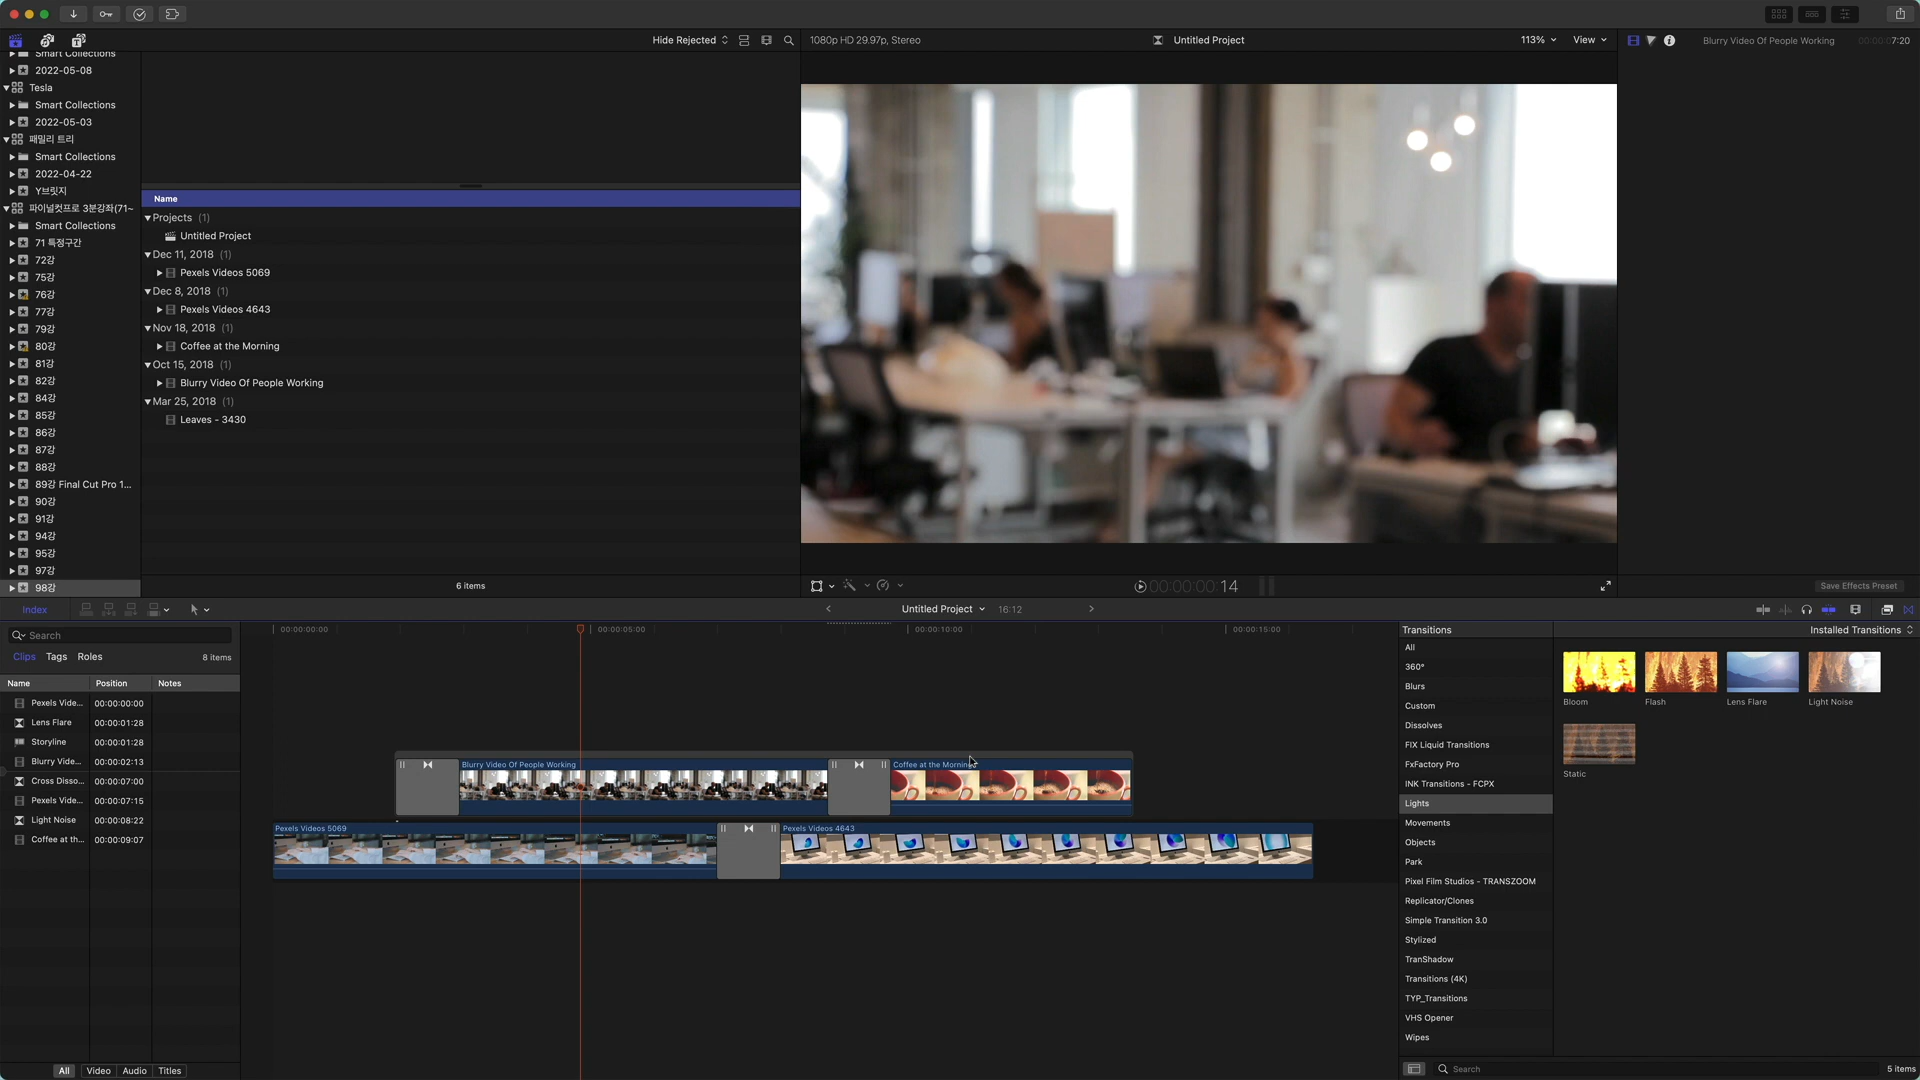 Hide Rejected
1080p HD 29.97p, Stereo
Untitled Project
113%
View
Blurry Video Of People Working
7:20
Smart Collections
2022-05-08
Tesla
Smart Collections
2022-05-03
패밀리 트리
Smart Collections
2022-04-22
Y브릿지
파이널컷프로 3분강좌(71~
Smart Collections
71 특정구간
72강
75강
76강
77강
79강
80강
81강
82강
84강
85강
86강
87강
88강
89강 Final Cut Pro 1...
90강
91강
94강
95강
97강
98강
Name
Projects (1)
Untitled Project
Dec 11, 2018 (1)
Pexels Videos 5069
Dec 8, 2018 (1)
Pexels Videos 4643
Nov 18, 2018 (1)
Coffee at the Morning
Oct 15, 2018 (1)
Blurry Video Of People Working
Mar 25, 2018 (1)
Leaves - 3430
6 items
00:00:00:14
Save Effects Preset
Index
Untitled Project
16:12
Search
Clips
Tags
Roles
8 items
Name
Position
Notes
Pexels Vide...
00:00:00:00
Lens Flare
00:00:01:28
Storyline
00:00:01:28
Blurry Vide...
00:00:02:13
Cross Disso...
00:00:07:00
Pexels Vide...
00:00:07:15
Light Noise
00:00:08:22
Coffee at th...
00:00:09:07
All
Video
Audio
Titles
00:00:00:00
00:00:05:00
00:00:10:00
00:00:15:00
Blurry Video Of People Working
Coffee at the Morning
Pexels Videos 5069
Pexels Videos 4643
Transitions
Installed Transitions
All
360°
Blurs
Custom
Dissolves
FIX Liquid Transitions
FxFactory Pro
INK Transitions - FCPX
Lights
Movements
Objects
Park
Pixel Film Studios - TRANSZOOM
Replicator/Clones
Simple Transition 3.0
Stylized
TranShadow
Transitions (4K)
TYP_Transitions
VHS Opener
Wipes
Bloom
Flash
Lens Flare
Light Noise
Static
Search
5 items